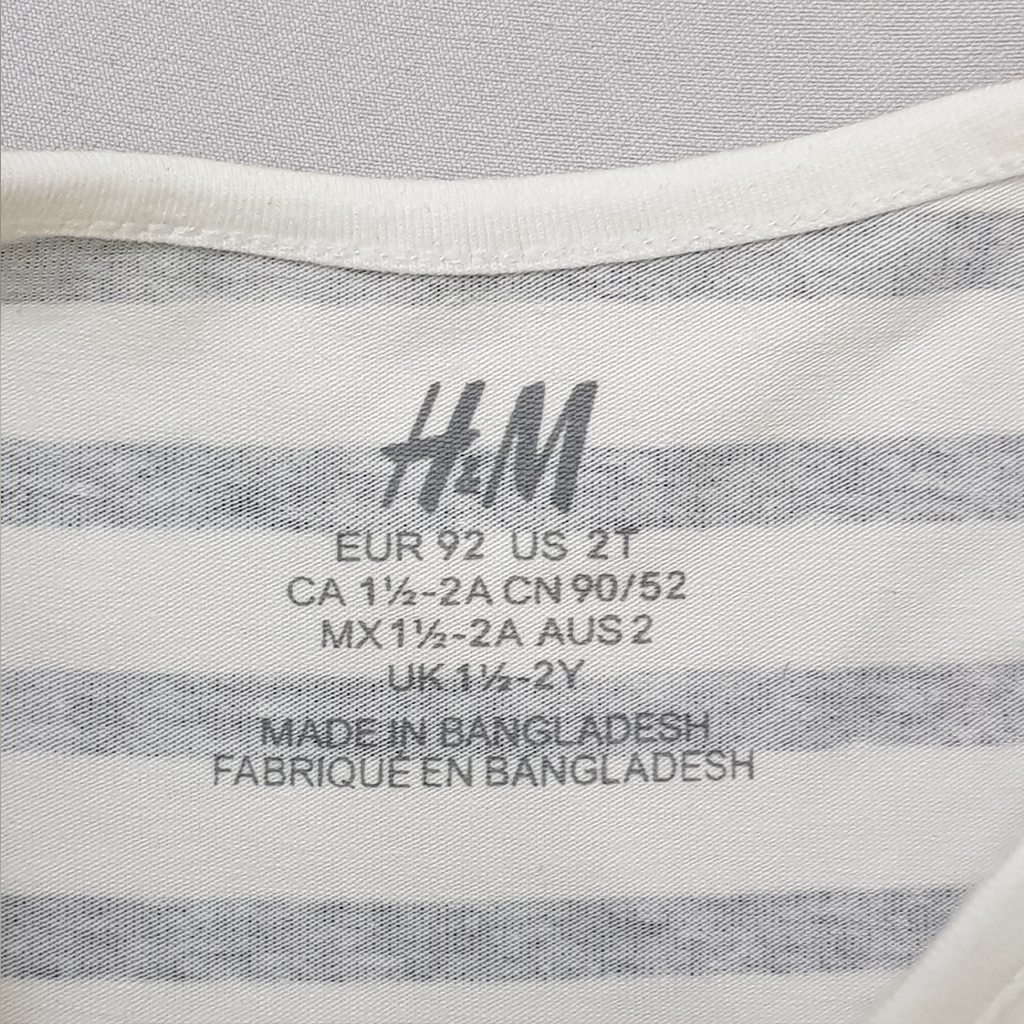 H&M
EUR 92 US 2T
CA 1½-2A CN 90/52
MX 1½-2A AUS 2
UK 1½-2Y
MADE IN BANGLADESH
FABRIQUE EN BANGLADESH